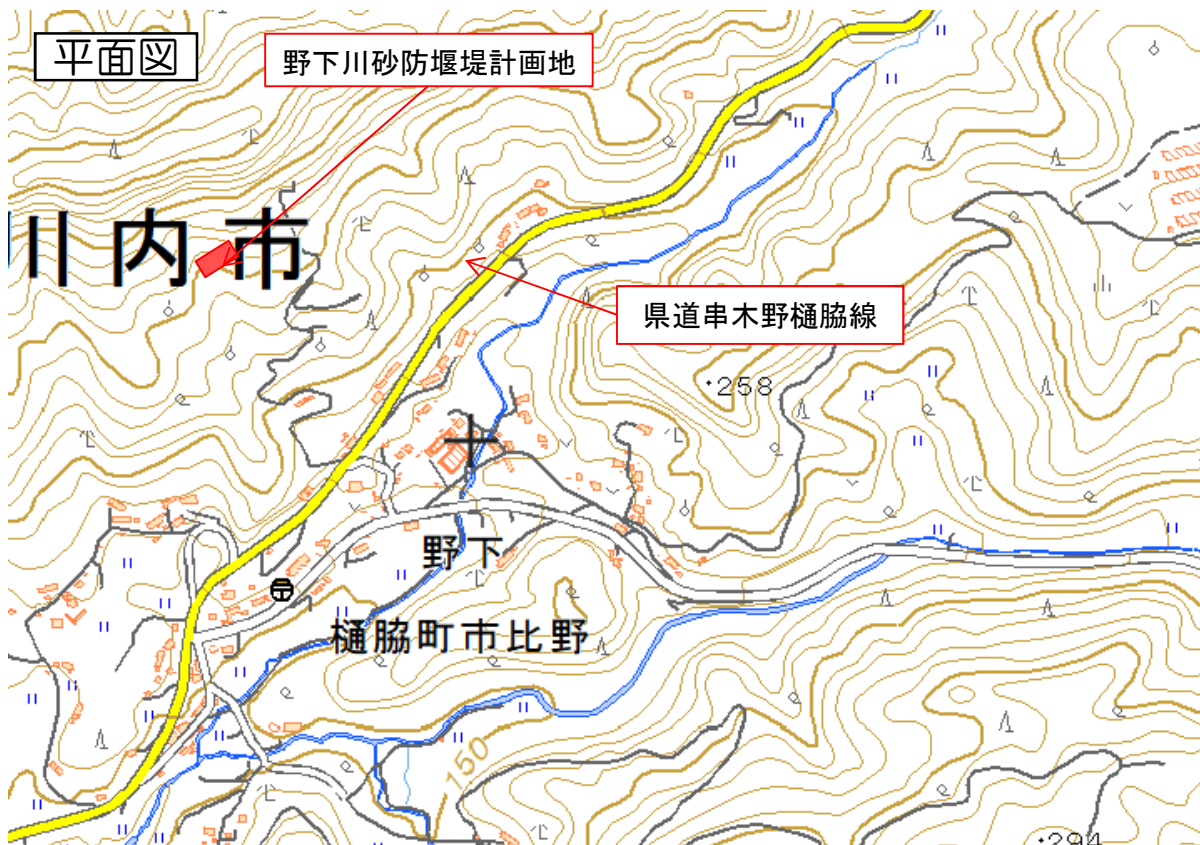 平面図
野下川砂防堰堤計画地
川内市
県道串木野樋脇線
・258
野下
樋脇町市比野
150
・294